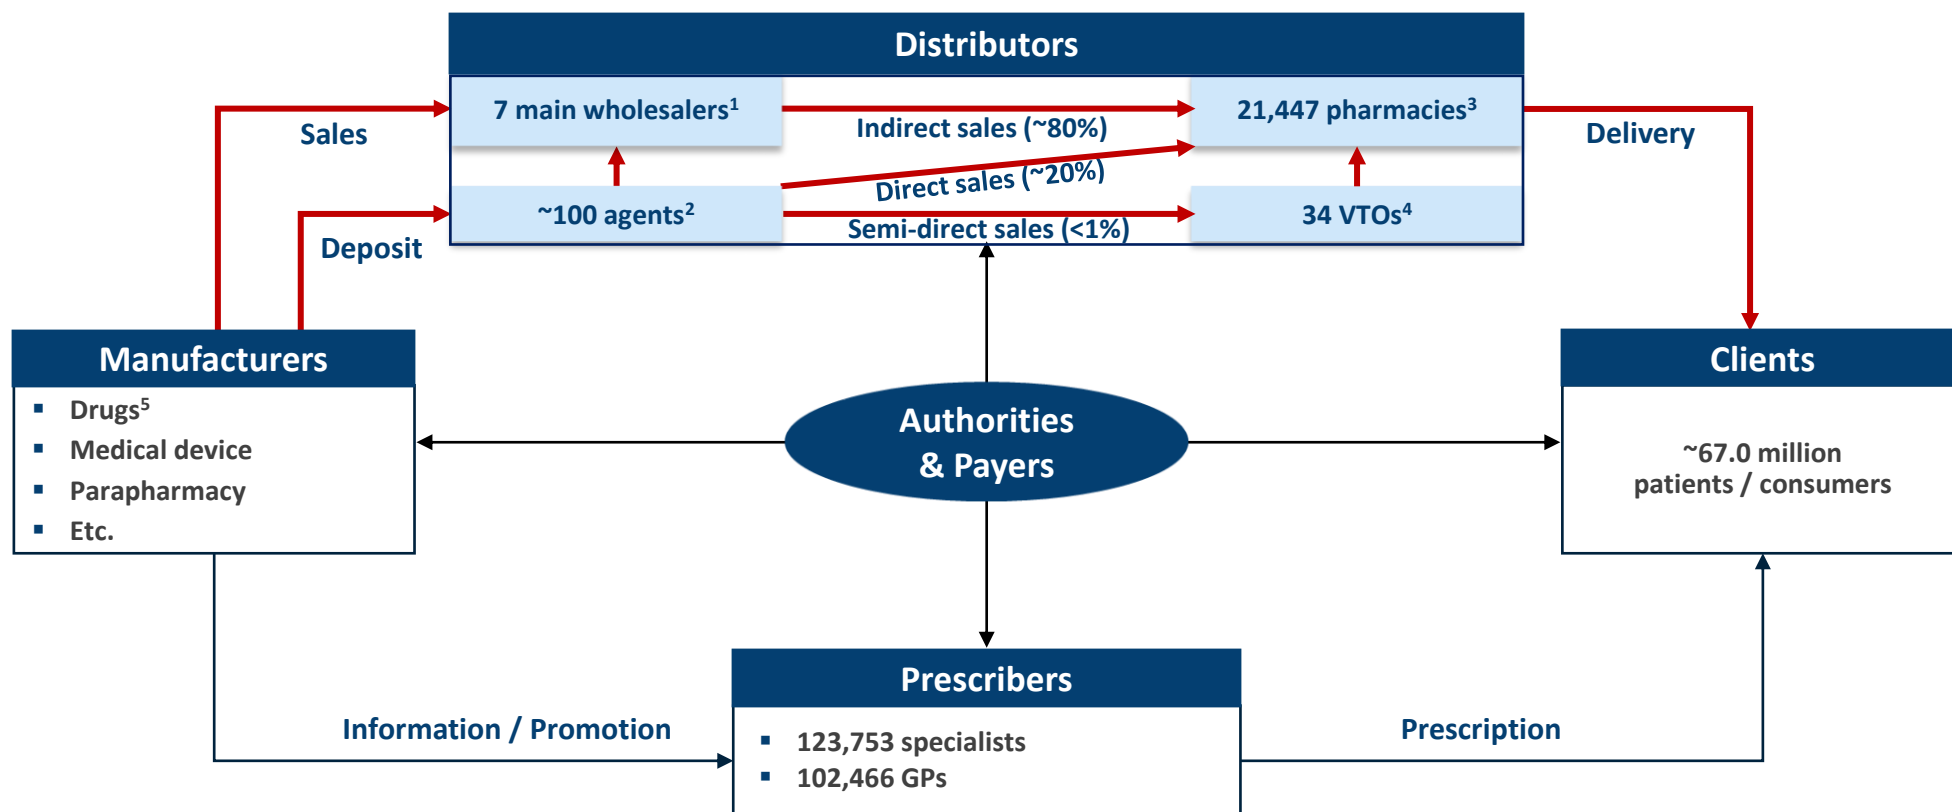 Distributors
7 main wholesalers¹
Indirect sales (~80%)
21,447 pharmacies³
Sales
Delivery
Direct sales (~20%)
~100 agents²
Semi-direct sales (<1%)
34 VTOs⁴
Deposit
Manufacturers
▪ Drugs⁵
▪ Medical device
▪ Parapharmacy
▪ Etc.
Authorities
& Payers
Clients
~67.0 million
patients / consumers
Prescribers
▪ 123,753 specialists
▪ 102,466 GPs
Information / Promotion
Prescription